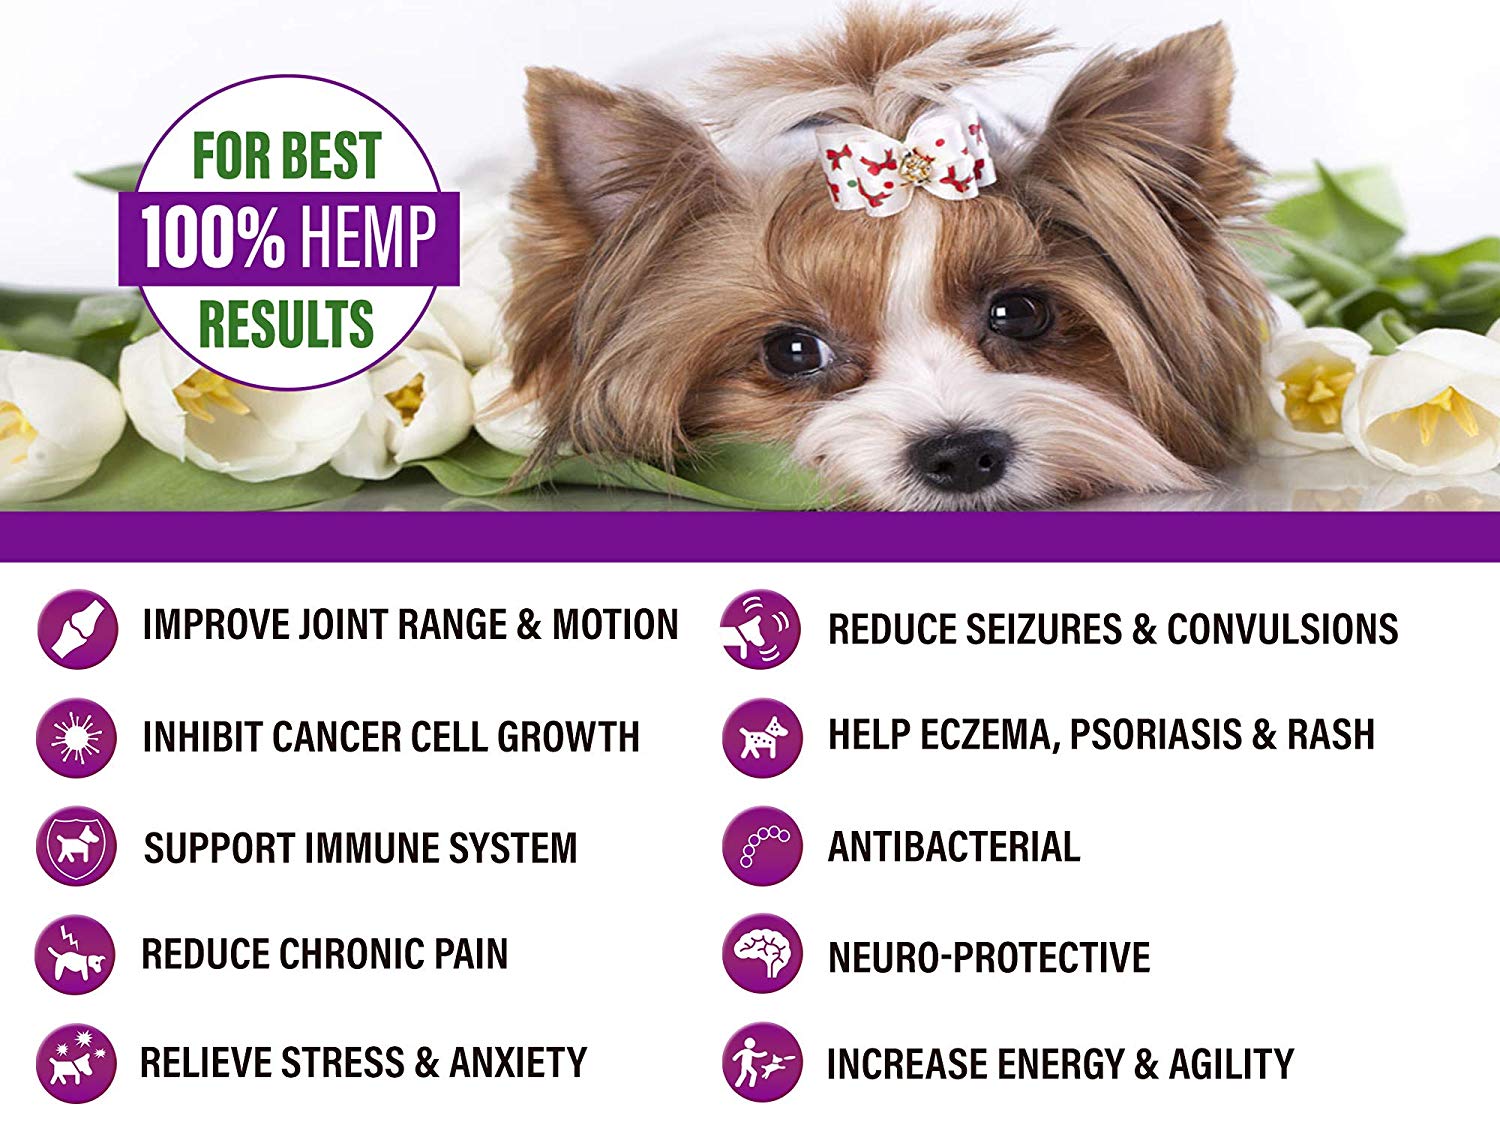 FOR BEST
100% HEMP
RESULTS
IMPROVE JOINT RANGE & MOTION
INHIBIT CANCER CELL GROWTH
SUPPORT IMMUNE SYSTEM
REDUCE CHRONIC PAIN
RELIEVE STRESS & ANXIETY
REDUCE SEIZURES & CONVULSIONS
HELP ECZEMA, PSORIASIS & RASH
ANTIBACTERIAL
NEURO-PROTECTIVE
INCREASE ENERGY & AGILITY